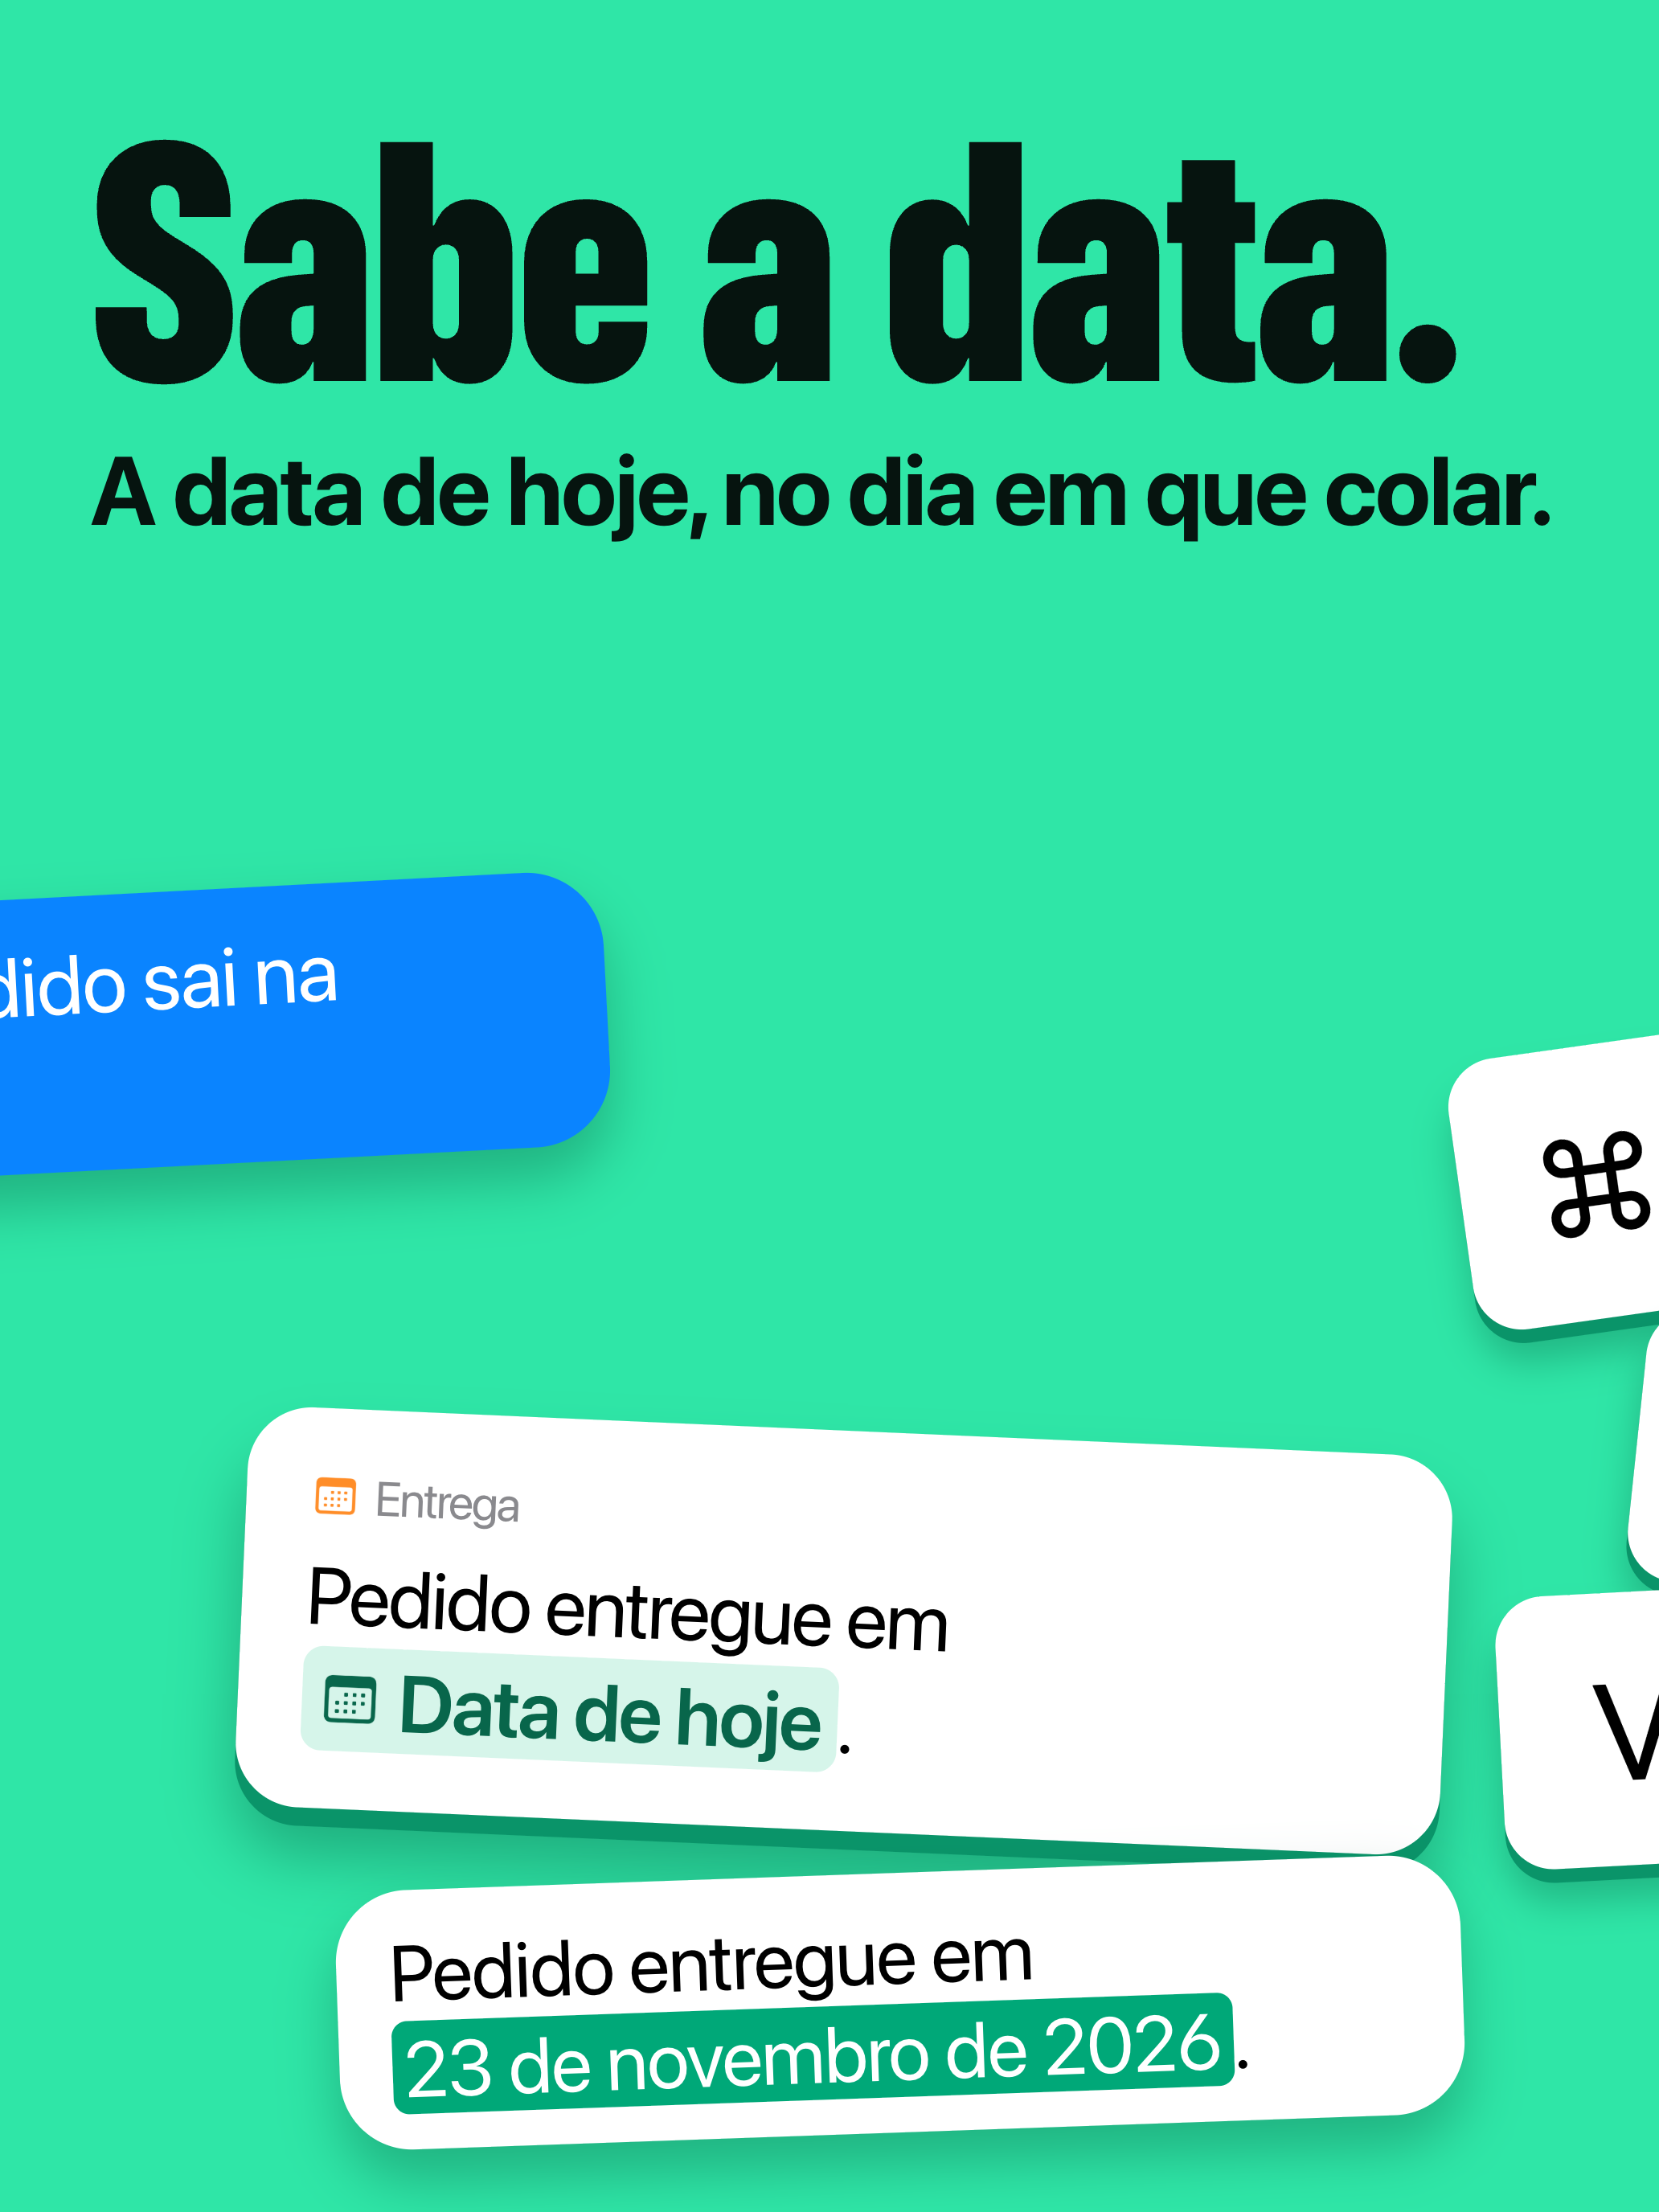 Sabe a data.
A data de hoje, no dia em que colar.
dido sai na
⌘
Entrega
Pedido entregue em
Data de hoje.
V
Pedido entregue em
23 de novembro de 2026.